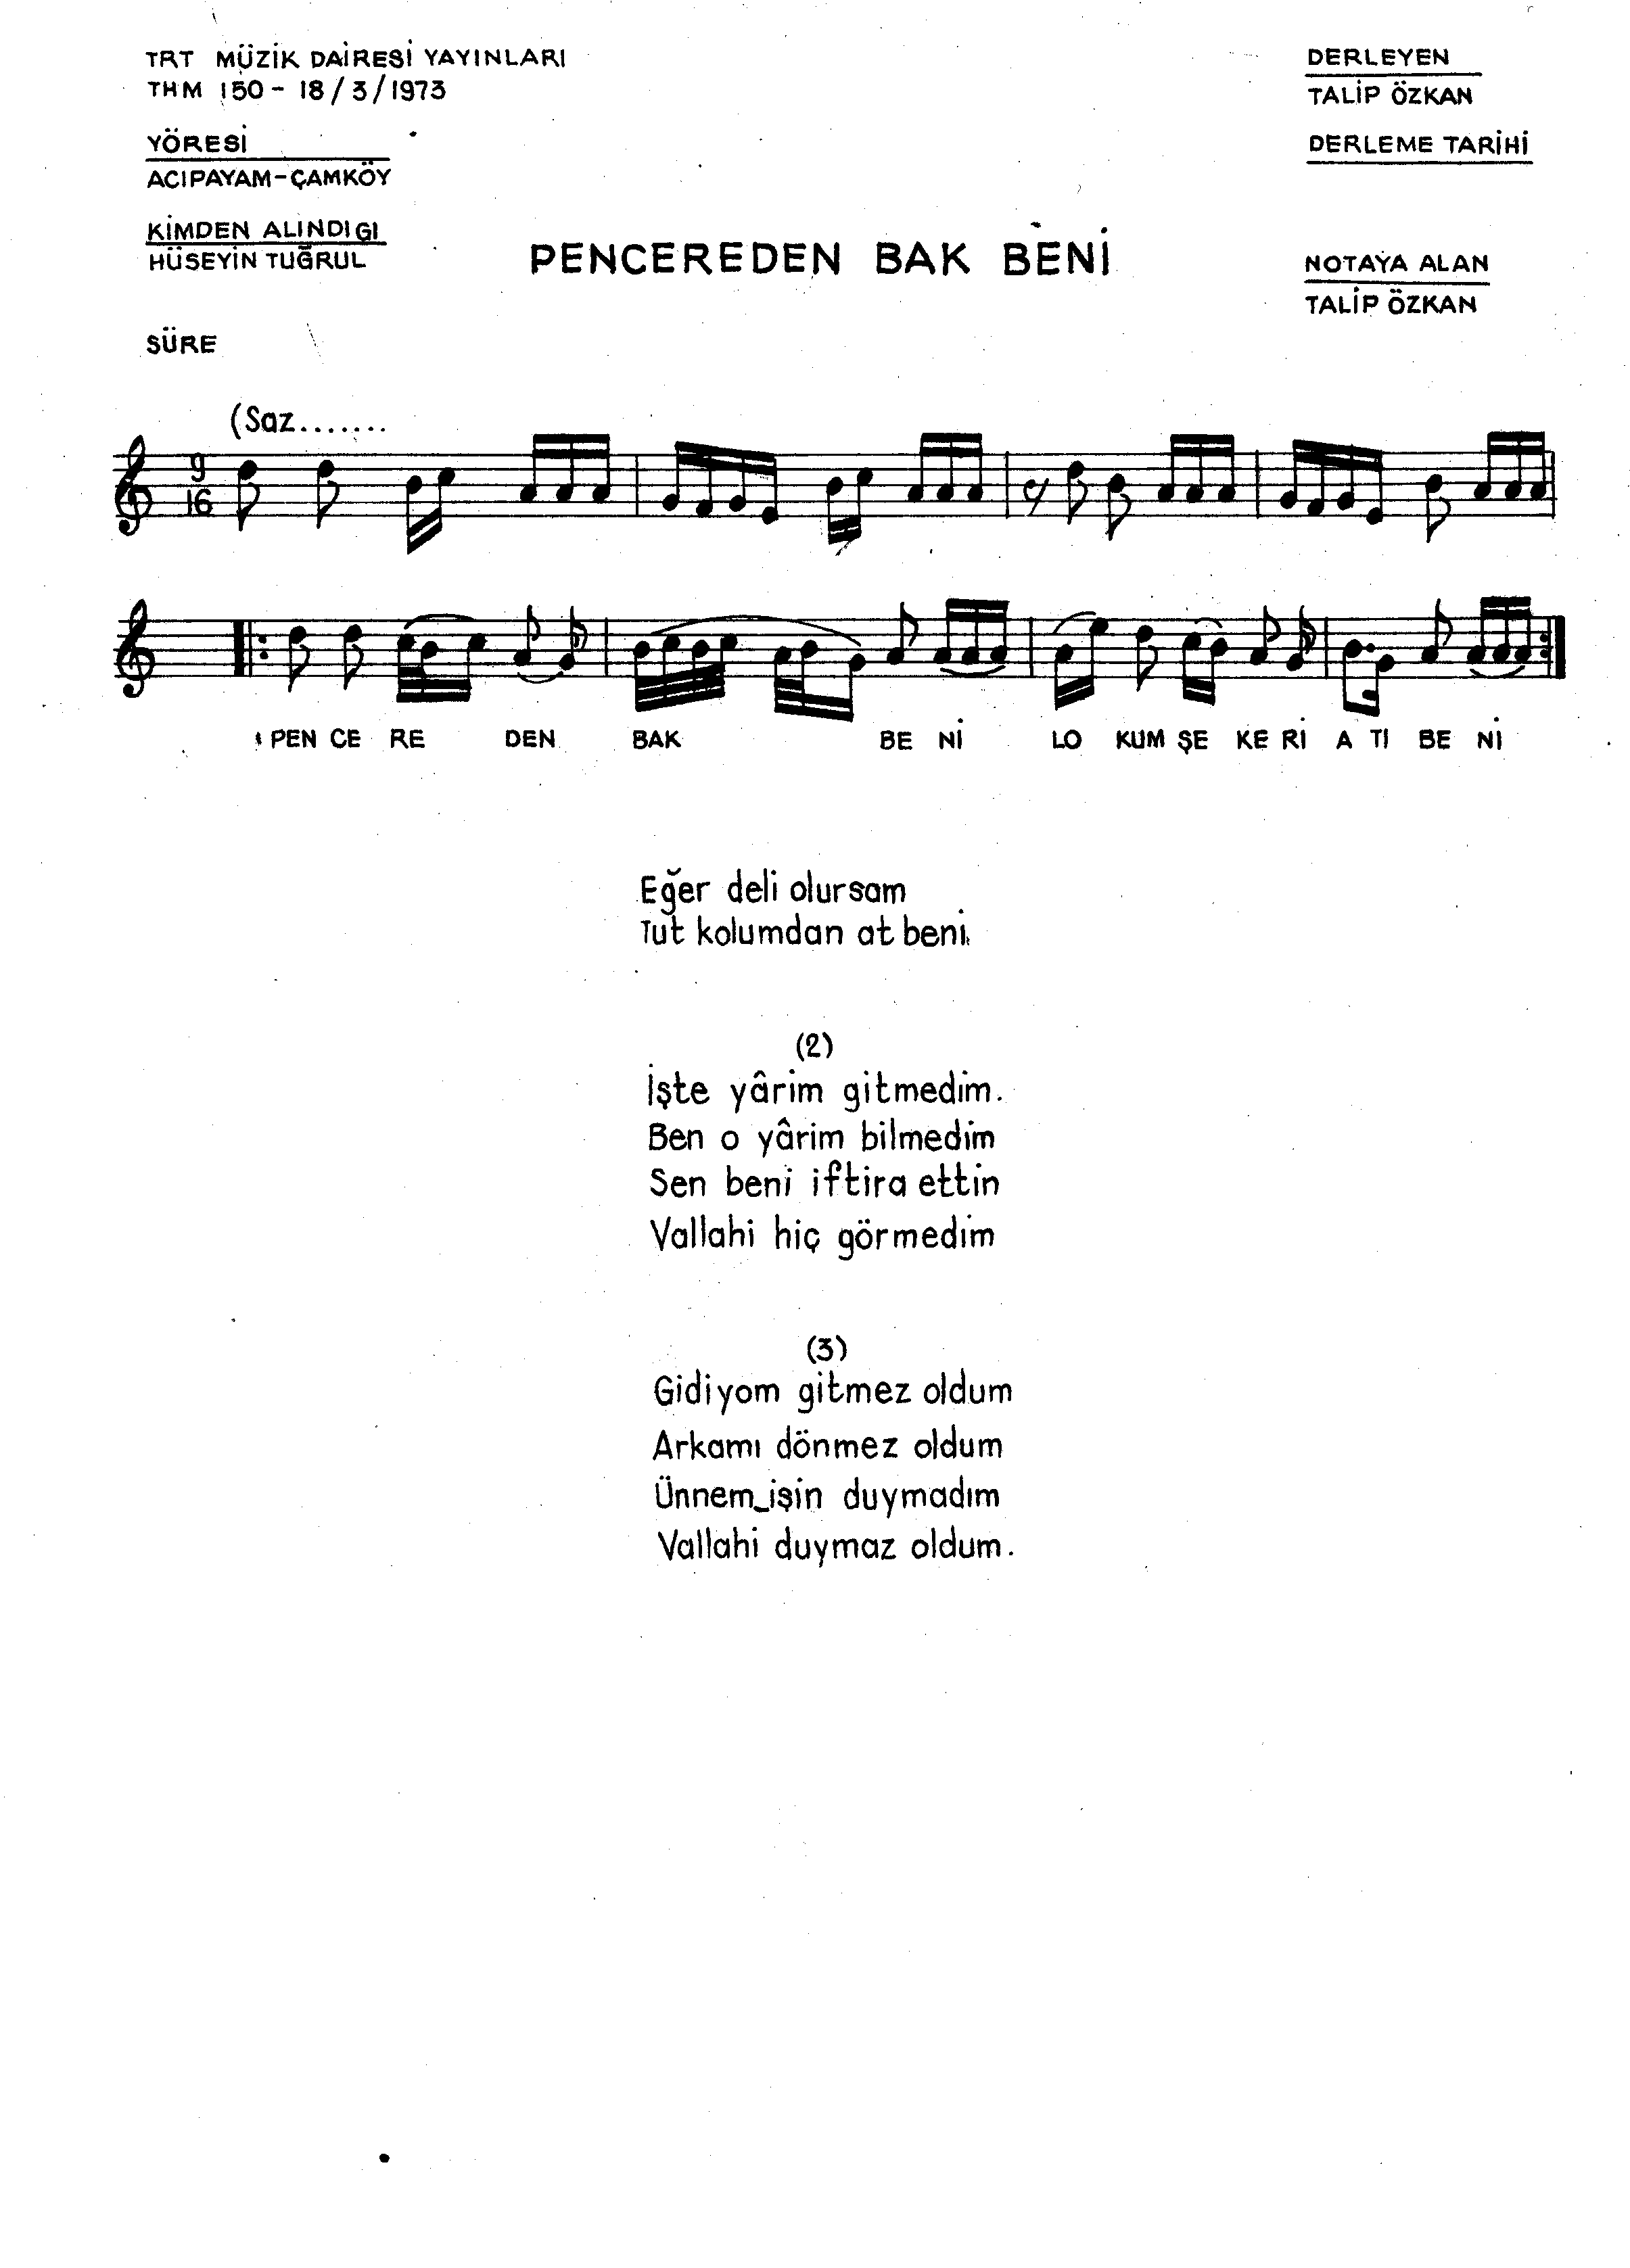 TRT MÜZİK DAİRESİ YAYINLARI
THM 150 - 18/3/1973
YÖRESİ
ACIPAYAM-ÇAMKÖY
KİMDEN ALINDIGI
HÜSEYİN TUĞRUL
SÜRE
DERLEYEN
TALİP ÖZKAN
DERLEME TARİHİ
NOTAYA ALAN
TALİP ÖZKAN
PENCEREDEN BAK BENİ
(Saz.......
9
16
PEN CE RE DEN BAK BE Nİ LO KUM ŞE KE Rİ A TI BE Nİ
Eğer deli olursam
Tut kolumdan at beni.
(2)
İşte yârim gitmedim.
Ben o yârim bilmedim
Sen beni iftira ettin
Vallahi hiç görmedim
(3)
Gidiyom gitmez oldum
Arkamı dönmez oldum
Ünnem_işin duymadım
Vallahi duymaz oldum.